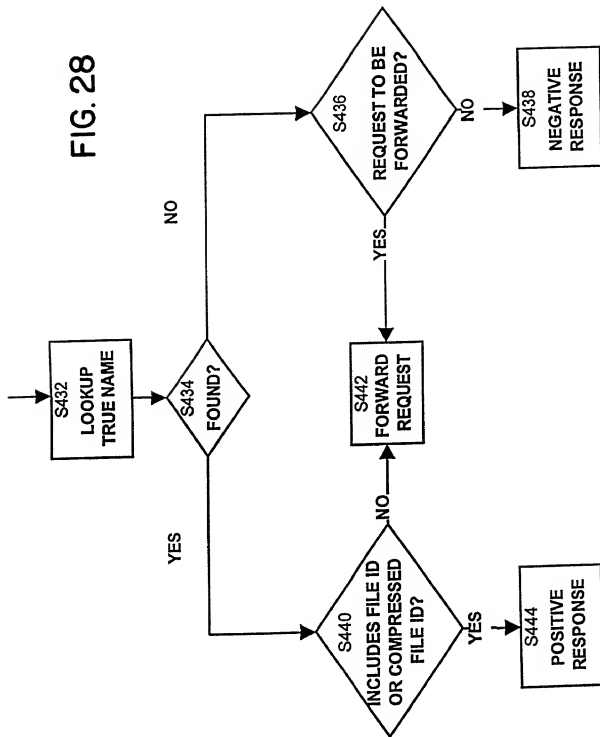 FIG. 28
S432
LOOKUP
TRUE NAME
S434
FOUND?
YES
NO
S440
INCLUDES FILE ID
OR COMPRESSED
FILE ID?
NO
YES
S442
FORWARD
REQUEST
S436
REQUEST TO BE
FORWARDED?
YES
NO
S444
POSITIVE
RESPONSE
S438
NEGATIVE
RESPONSE